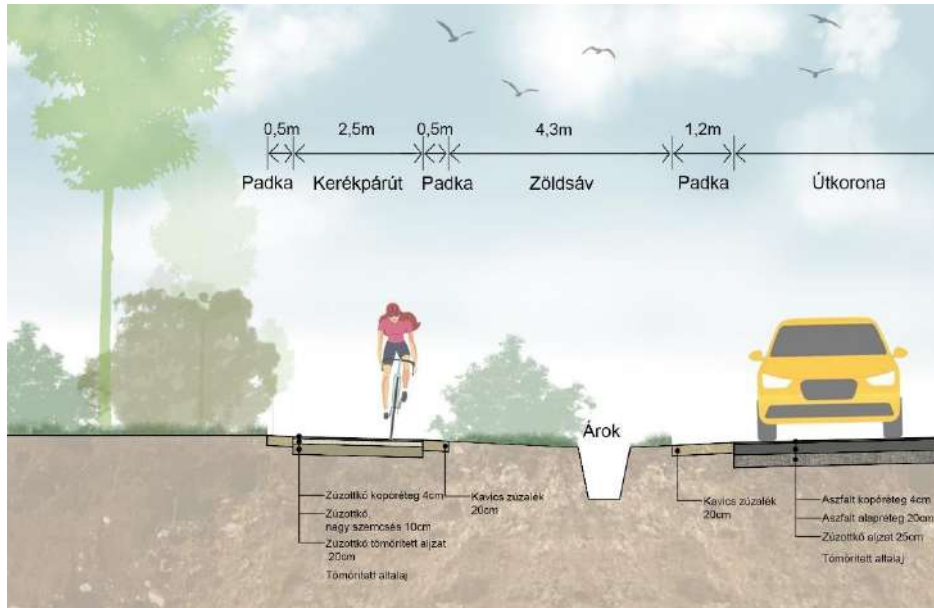 0,5m 2,5m 0,5m 4,3m 1,2m
Padka Kerékpárút Padka Zöldsáv Padka Útkorona
Árok
Zúzottkő kopóréteg 4cm
Zúzottkő
nagy szemcsés 10cm
Zúzottkő tömörített aljzat
20cm
Tömörített altalaj
Kavics zúzalék
20cm
Kavics zúzalék
20cm
Aszfalt kopóréteg 4cm
Aszfalt alapréteg 20cm
Zúzottkő aljzat 25cm
Tömörített altalaj